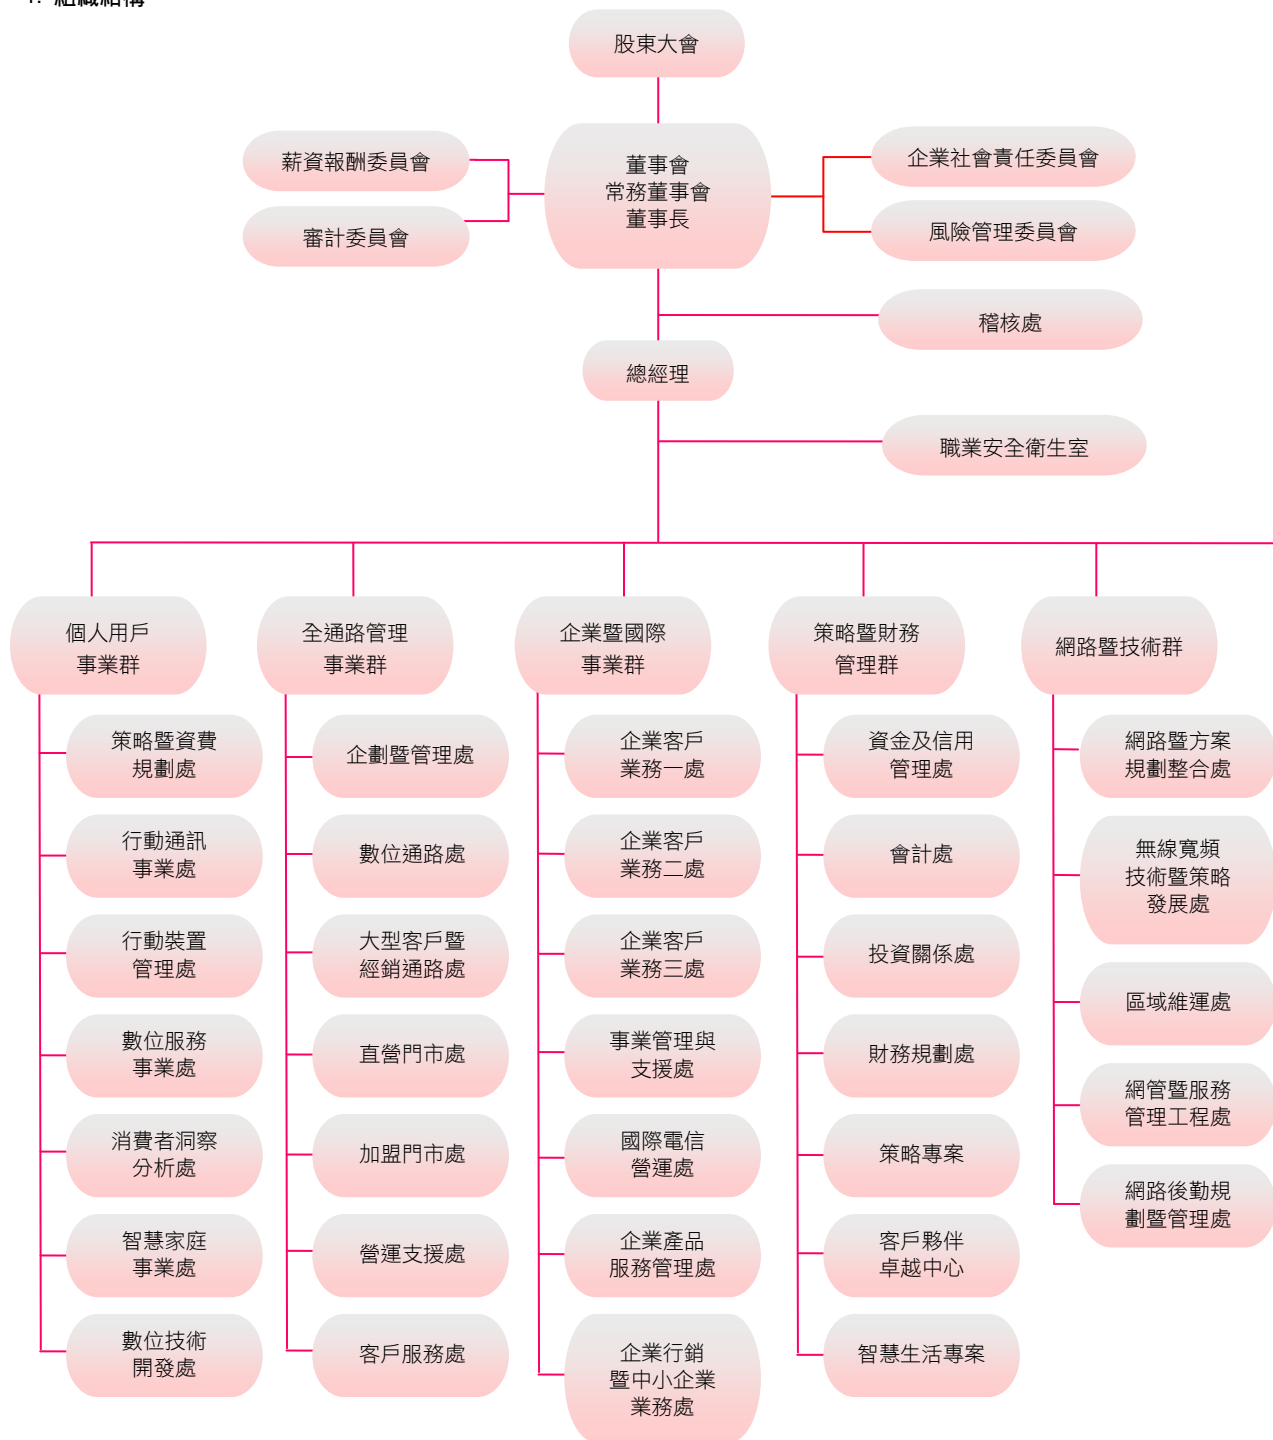 1. 組織結構
股東大會
薪資報酬委員會
審計委員會
董事會
常務董事會
董事長
企業社會責任委員會
風險管理委員會
稽核處
總經理
職業安全衛生室
個人用戶
事業群
策略暨資費
規劃處
行動通訊
事業處
行動裝置
管理處
數位服務
事業處
消費者洞察
分析處
智慧家庭
事業處
數位技術
開發處
全通路管理
事業群
企劃暨管理處
數位通路處
大型客戶暨
經銷通路處
直營門市處
加盟門市處
營運支援處
客戶服務處
企業暨國際
事業群
企業客戶
業務一處
企業客戶
業務二處
企業客戶
業務三處
事業管理與
支援處
國際電信
營運處
企業產品
服務管理處
企業行銷
暨中小企業
業務處
策略暨財務
管理群
資金及信用
管理處
會計處
投資關係處
財務規劃處
策略專案
客戶夥伴
卓越中心
智慧生活專案
網路暨技術群
網路暨方案
規劃整合處
無線寬頻
技術暨策略
發展處
區域維運處
網管暨服務
管理工程處
網路後勤規
劃暨管理處